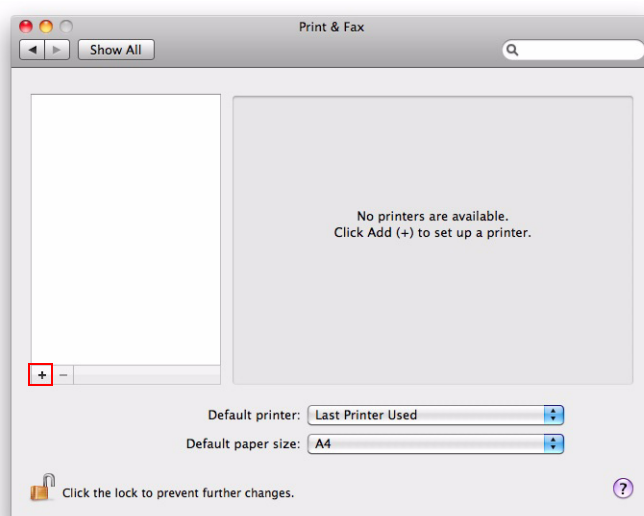 Print & Fax
Show All
No printers are available.
Click Add (+) to set up a printer.
+ −
Default printer: Last Printer Used
Default paper size: A4
Click the lock to prevent further changes.
?